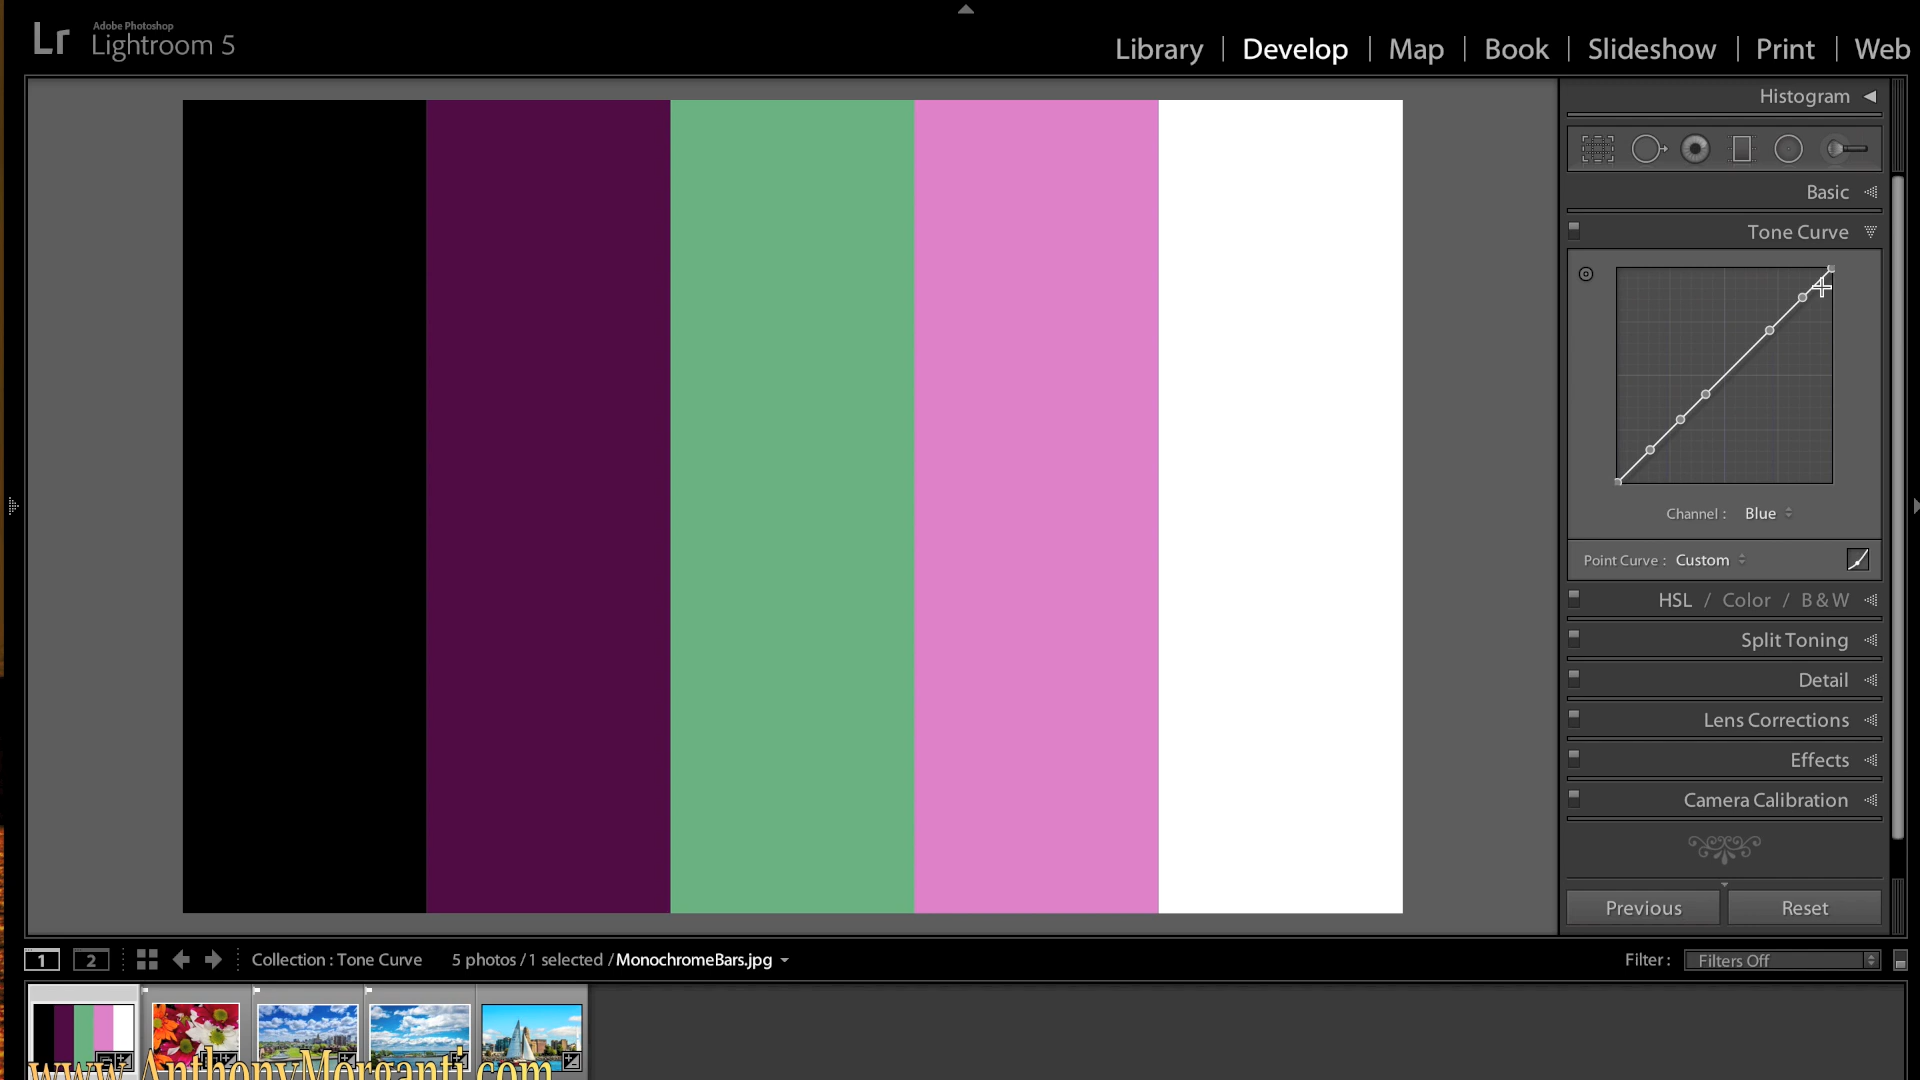 Lr Adobe Photoshop
Lightroom 5
Library | Develop | Map | Book | Slideshow | Print | Web
Histogram
Basic
Tone Curve
Channel : Blue
Point Curve : Custom
HSL / Color / B & W
Split Toning
Detail
Lens Corrections
Effects
Camera Calibration
Previous Reset
1 2 Collection : Tone Curve 5 photos / 1 selected / MonochromeBars.jpg Filter : Filters Off
www.AnthonyMorganti.com